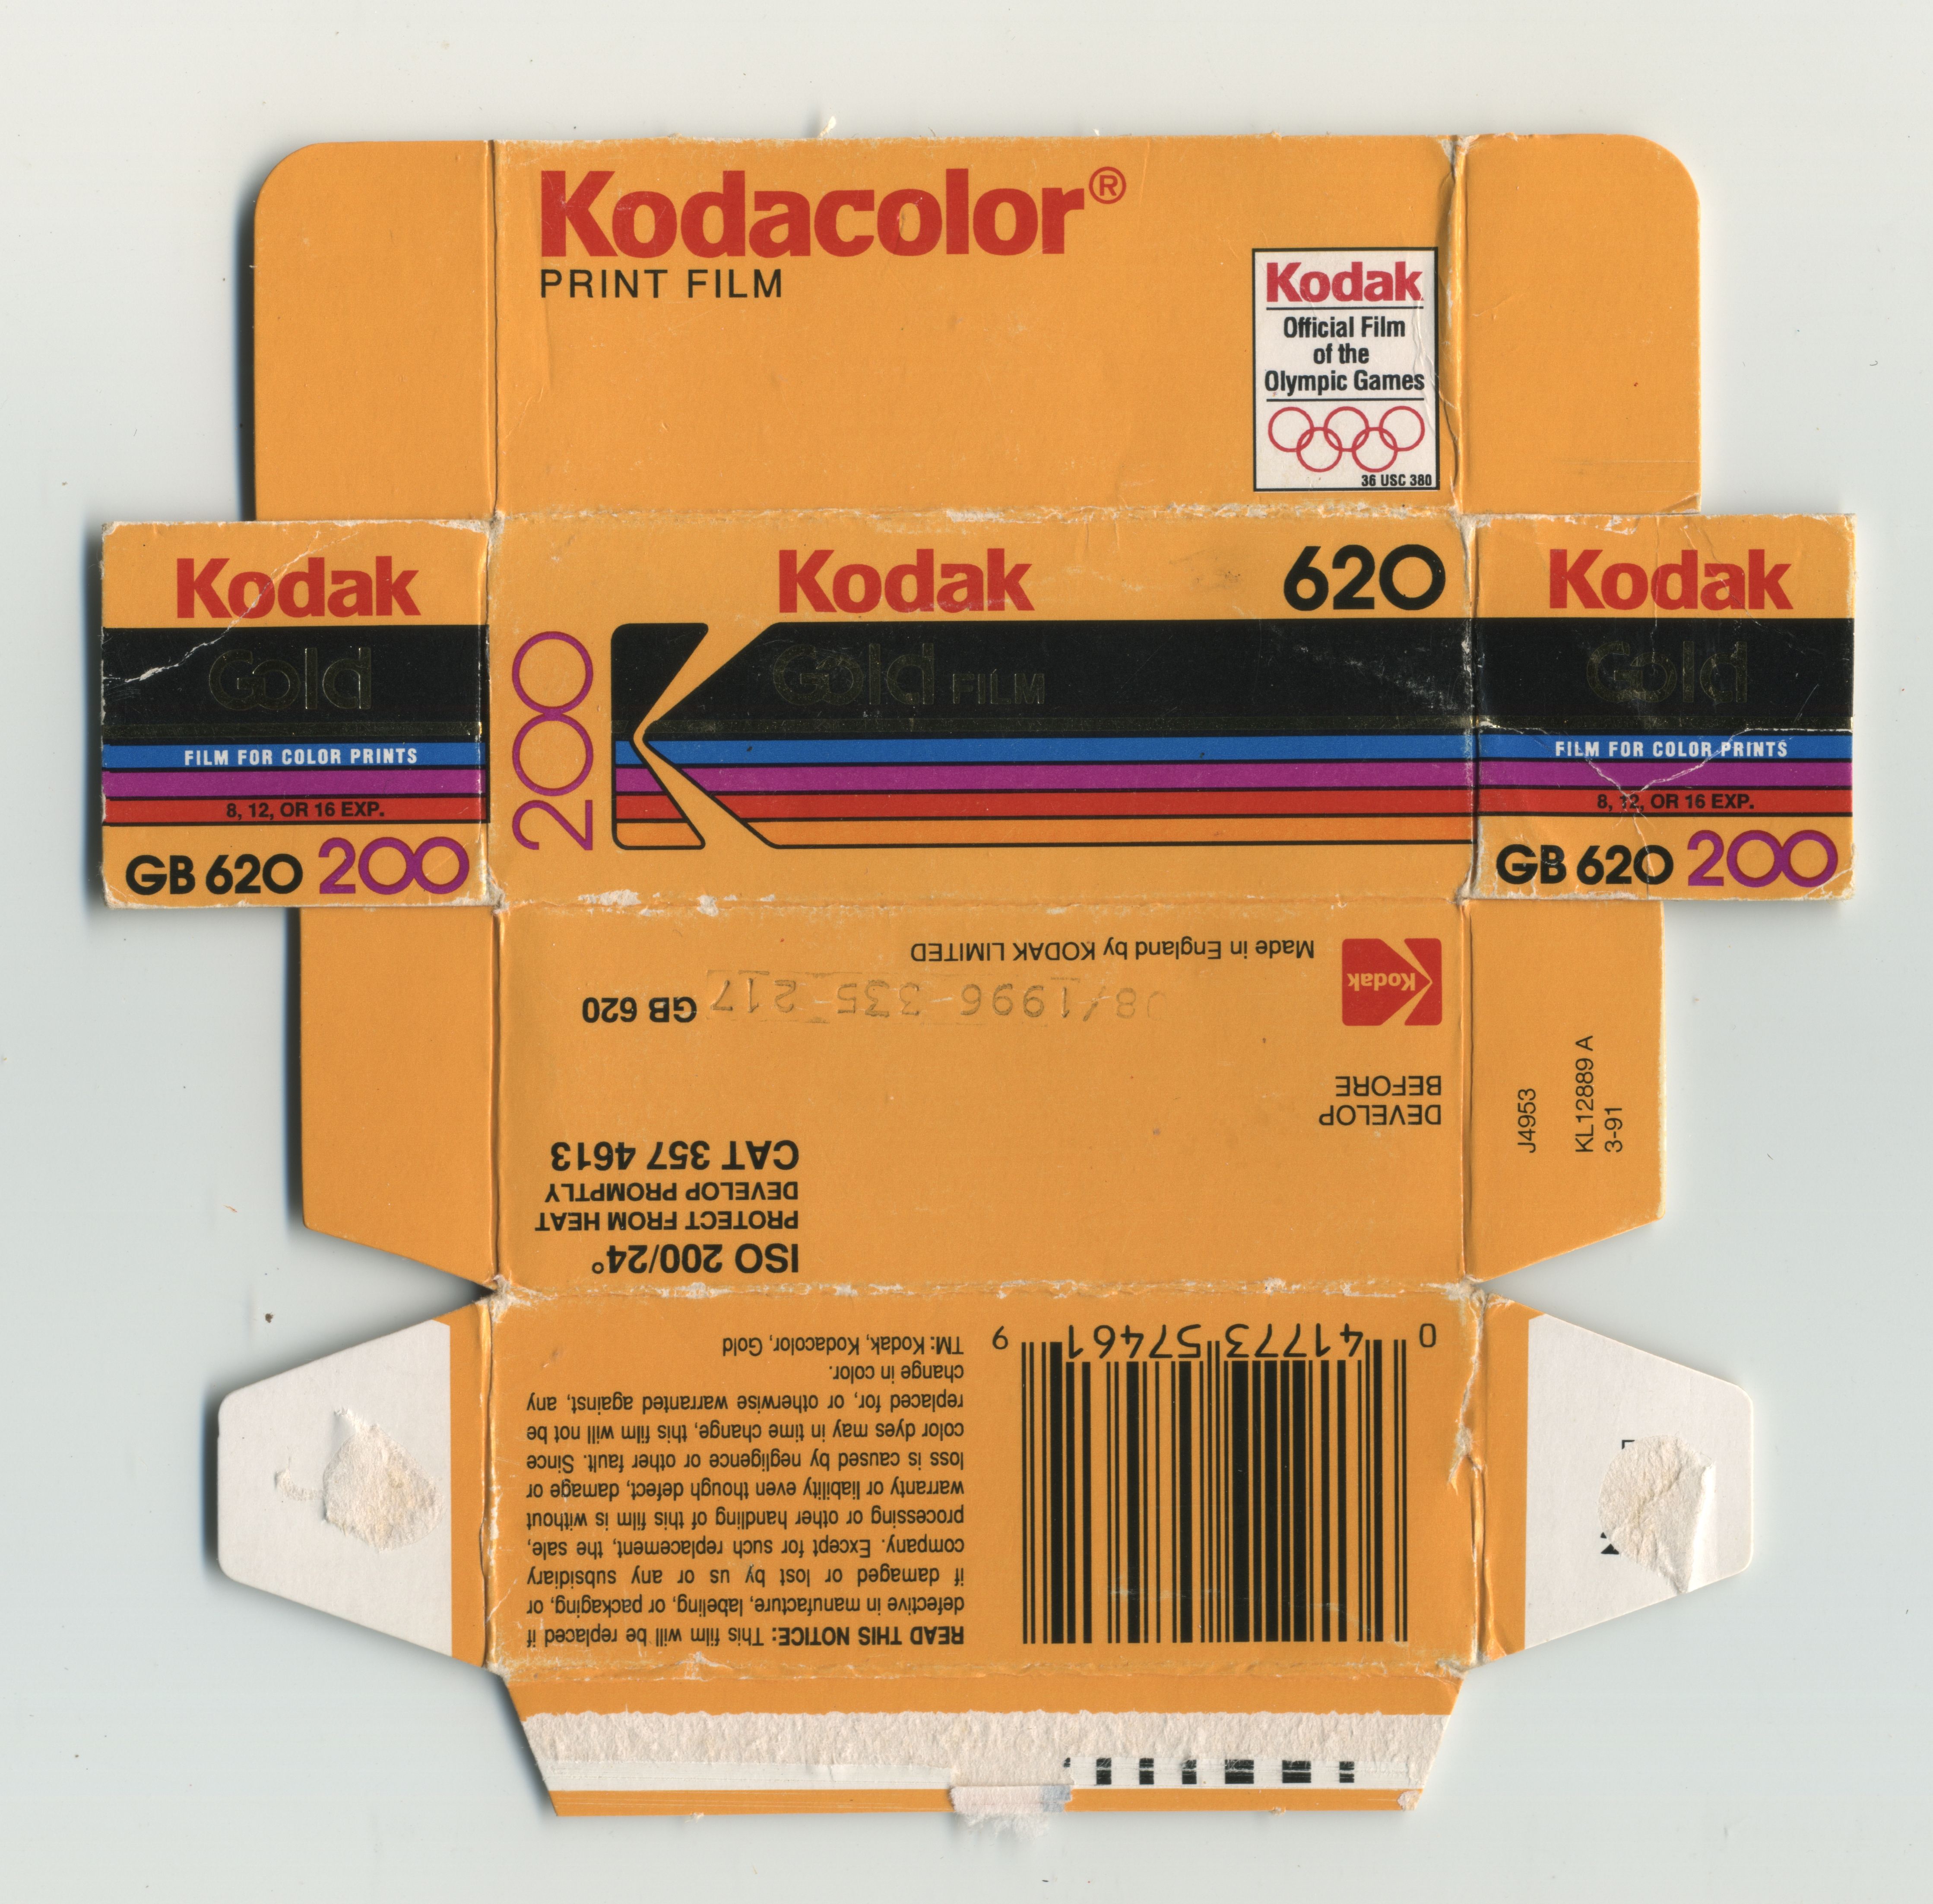 Kodacolor®
PRINT FILM
Kodak
Official Film
of the
Olympic Games
36 USC 380
Kodak
Gold
FILM FOR COLOR PRINTS
8, 12, OR 16 EXP.
GB 620 200
200
Kodak
620
Gold FILM
Kodak
Gold
FILM FOR COLOR PRINTS
8, 12, OR 16 EXP.
GB 620 200
ISO 200/24°
PROTECT FROM HEAT
DEVELOP PROMPTLY
CAT 357 4613
DEVELOP
BEFORE
08/1996 335 217
GB 620
Kodak
Made in England by KODAK LIMITED
J4953
KL12889 A
3-91
READ THIS NOTICE: This film will be replaced if
defective in manufacture, labeling, or packaging, or
if damaged or lost by us or any subsidiary
company. Except for such replacement, the sale,
processing or other handling of this film is without
warranty or liability even though defect, damage or
loss is caused by negligence or other fault. Since
color dyes may in time change, this film will not be
replaced for, or otherwise warranted against, any
change in color.
TM: Kodak, Kodacolor, Gold
0 41773 57461 9